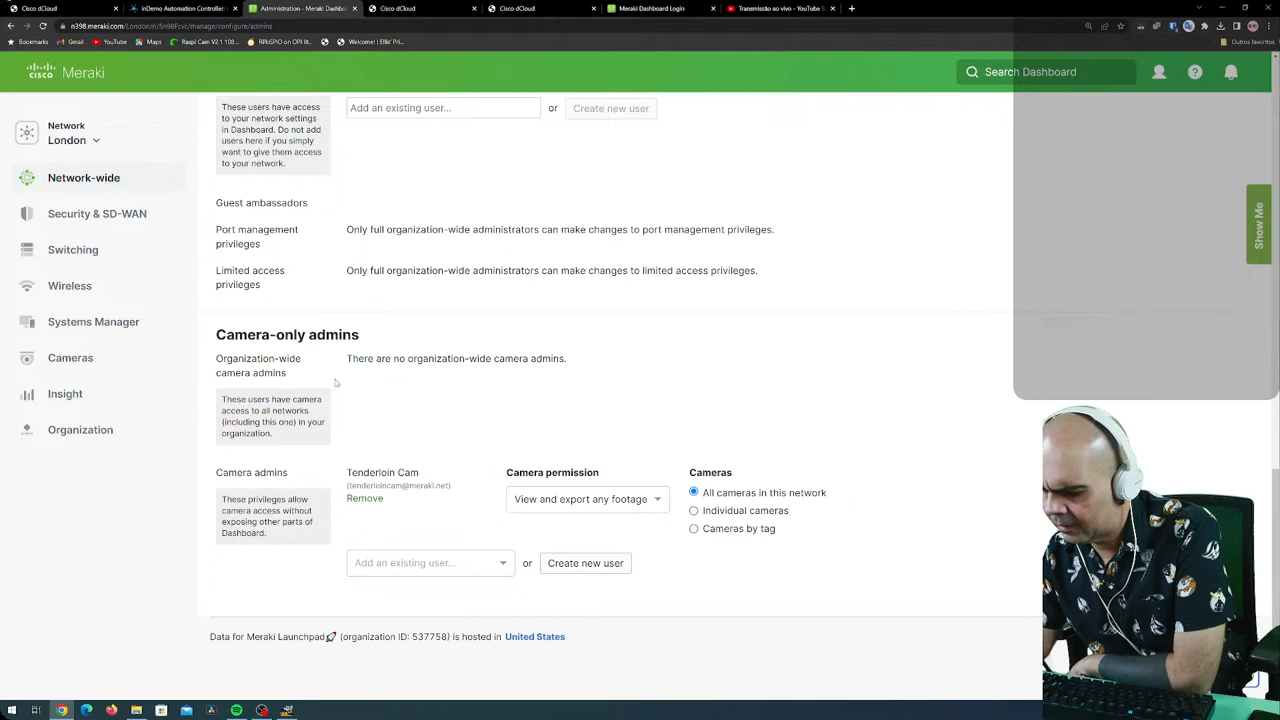 Cisco dCloud
inDemo Automation Controller
Administration - Meraki Dashbo
Cisco dCloud
Cisco dCloud
Meraki Dashboard Login
Transmissão ao vivo - YouTube S
n398.meraki.com/London/n/Sn98Fcvc/manage/configure/admins
Bookmarks
Gmail
YouTube
Maps
Raspi Cam V2.1 108...
RPi.GPIO on OPI lit...
Welcome! | Ellis' Pri...
Outros favoritos
cisco Meraki
Search Dashboard
Network
London
Network-wide
Security & SD-WAN
Switching
Wireless
Systems Manager
Cameras
Insight
Organization
These users have access
to your network settings
in Dashboard. Do not add
users here if you simply
want to give them access
to your network.
Add an existing user...
or
Create new user
Guest ambassadors
Port management
privileges
Only full organization-wide administrators can make changes to port management privileges.
Limited access
privileges
Only full organization-wide administrators can make changes to limited access privileges.
Show Me
Camera-only admins
Organization-wide
camera admins
There are no organization-wide camera admins.
These users have camera
access to all networks
(including this one) in your
organization.
Camera admins
These privileges allow
camera access without
exposing other parts of
Dashboard.
Tenderloin Cam
(tenderloincam@meraki.net)
Remove
Camera permission
View and export any footage
Cameras
All cameras in this network
Individual cameras
Cameras by tag
Add an existing user...
or
Create new user
Data for Meraki Launchpad🚀 (organization ID: 537758) is hosted in United States